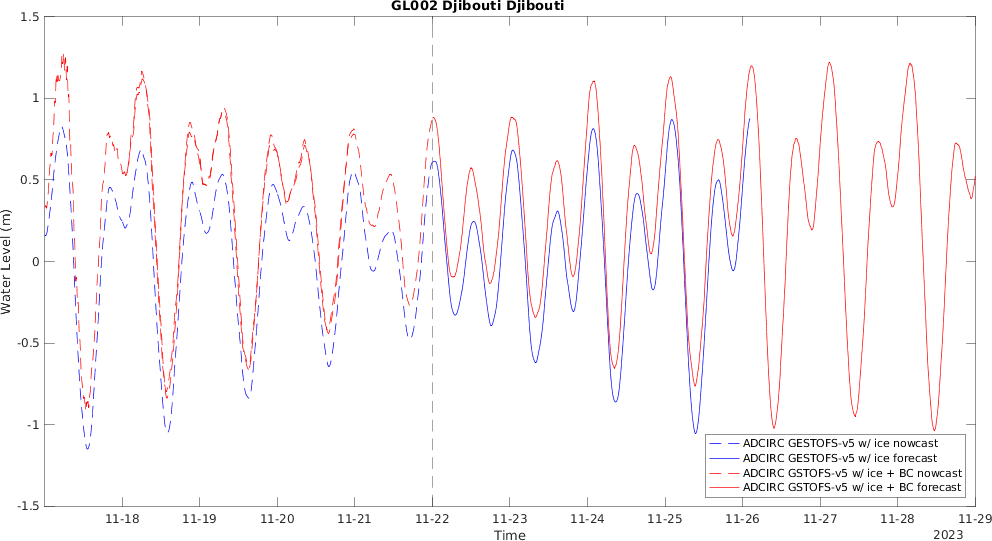 GL002 Djibouti Djibouti
1.5
1
0.5
0
-0.5
-1
-1.5
Water Level (m)
ADCIRC GESTOFS-v5 w/ ice nowcast
ADCIRC GESTOFS-v5 w/ ice forecast
ADCIRC GSTOFS-v5 w/ ice + BC nowcast
ADCIRC GSTOFS-v5 w/ ice + BC forecast
11-18 11-19 11-20 11-21 11-22 11-23 11-24 11-25 11-26 11-27 11-28 11-29
Time
2023